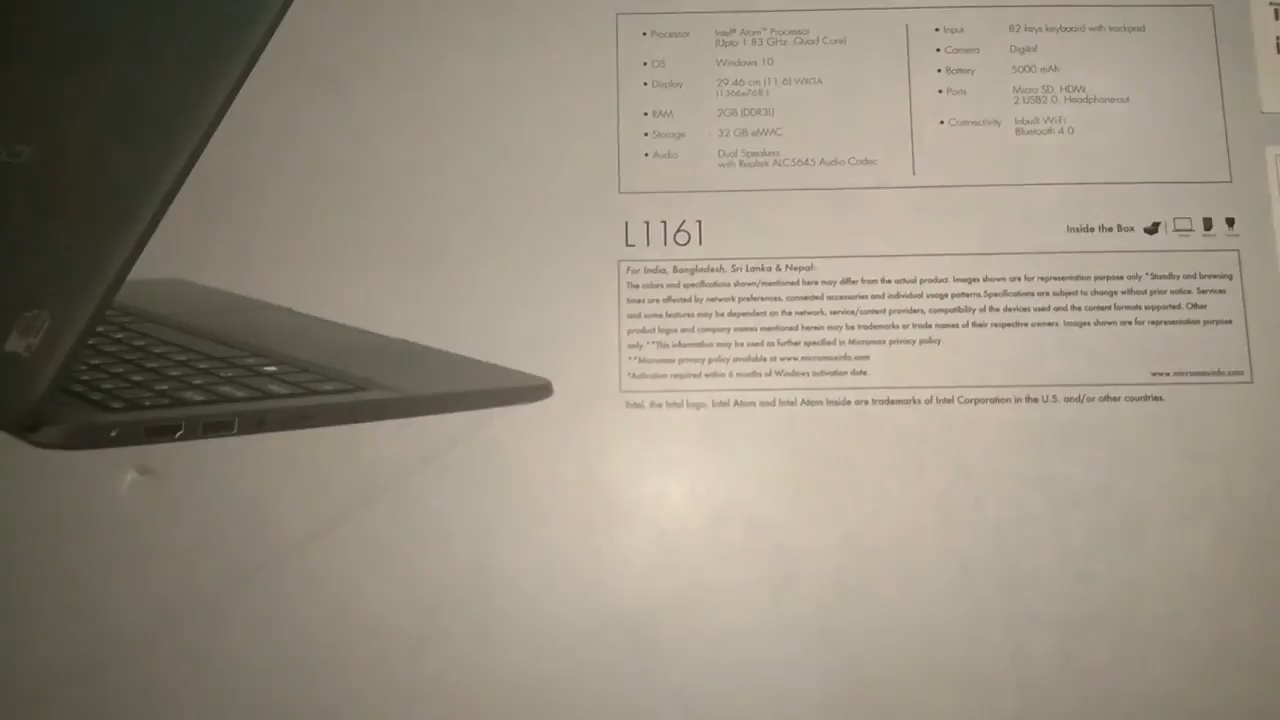 • Processor Intel® Atom™ Processor
(Upto 1.83 GHz, Quad Core)
• OS Windows 10
• Display 29.46 cm (11.6) WXGA
(1366x768)
• RAM 2GB (DDR3L)
• Storage 32 GB eMMC
• Audio Dual Speakers
with Realtek ALC5645 Audio Codec
• Input 82 keys keyboard with trackpad
• Camera Digital
• Battery 5000 mAh
• Ports Micro SD, HDMI,
2 USB2.0, Headphone-out
• Connectivity Inbuilt Wi-Fi
Bluetooth 4.0
L1161
Inside the Box
For India, Bangladesh, Sri Lanka & Nepal:
The colors and specifications shown/mentioned here may differ from the actual product. Images shown are for representation purpose only. *Standby and browsing
times are effected by network preferences, connected accessories and individual usage patterns.Specifications are subject to change without prior notice. Services
and some features may be dependent on the network, service/content providers, compatibility of the devices used and the content formats supported. Other
product logos and company names mentioned herein may be trademarks or trade names of their respective owners. Images shown are for representation purpose
only. **This information may be used as further specified in Micromax privacy policy
**Micromax privacy policy available at www.micromaxinfo.com
*Activation required within 6 months of Windows activation date.
www.micromaxinfo.com
Intel, the Intel logo, Intel Atom and Intel Atom Inside are trademarks of Intel Corporation in the U.S. and/or other countries.